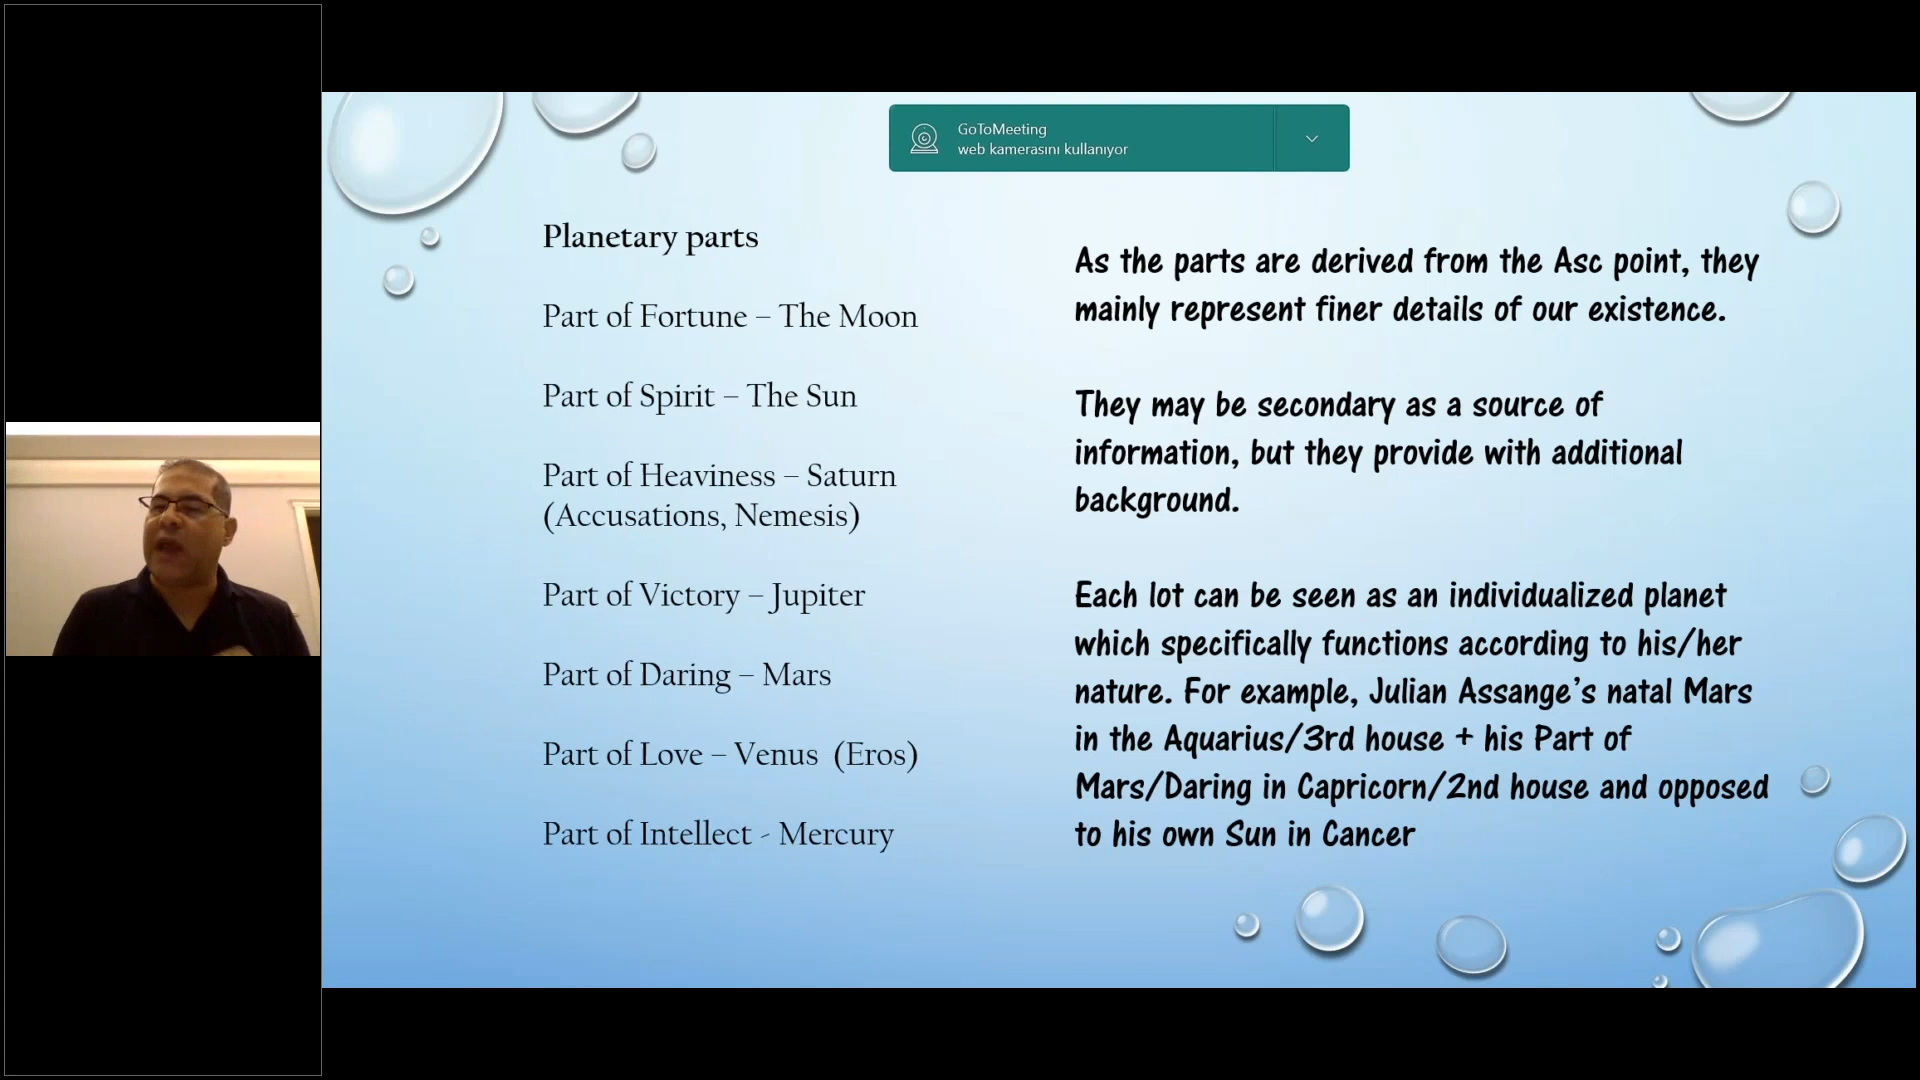 GoToMeeting
web kamerasını kullanıyor
Planetary parts
Part of Fortune – The Moon
Part of Spirit – The Sun
Part of Heaviness – Saturn
(Accusations, Nemesis)
Part of Victory – Jupiter
Part of Daring – Mars
Part of Love – Venus (Eros)
Part of Intellect - Mercury
As the parts are derived from the Asc point, they
mainly represent finer details of our existence.
They may be secondary as a source of
information, but they provide with additional
background.
Each lot can be seen as an individualized planet
which specifically functions according to his/her
nature. For example, Julian Assange’s natal Mars
in the Aquarius/3rd house + his Part of
Mars/Daring in Capricorn/2nd house and opposed
to his own Sun in Cancer